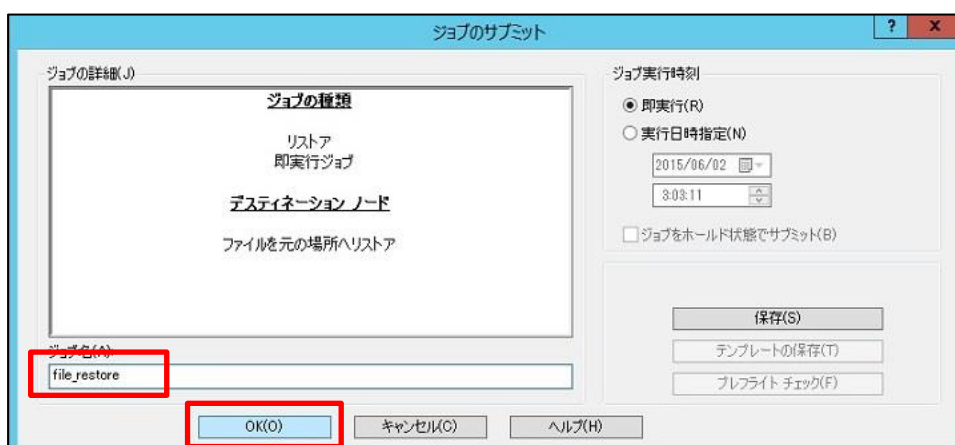 ジョブのサブミット
? x
ジョブの詳細(J)
ジョブの種類
リストア
即実行ジョブ
デスティネーション ノード
ファイルを元の場所へリストア
ジョブ名(A):
file_restore
ジョブ実行時刻
即実行(R)
実行日時指定(N)
2015/06/02
3:03:11
ジョブをホールド状態でサブミット(B)
保存(S)
テンプレートの保存(T)
プレフライト チェック(F)
OK(O) キャンセル(C) ヘルプ(H)